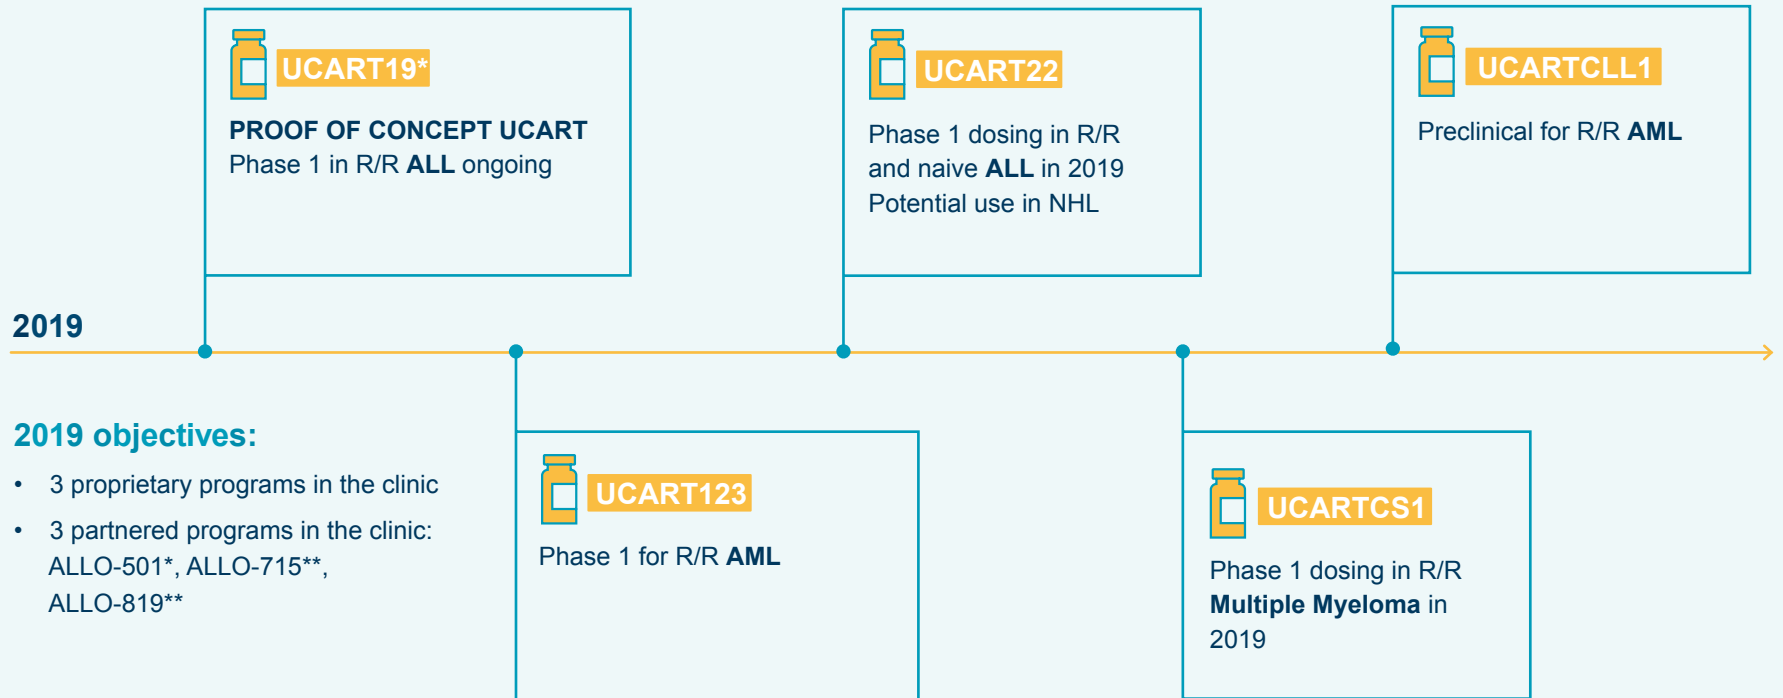 UCART19*
PROOF OF CONCEPT UCART
Phase 1 in R/R ALL ongoing
UCART22
Phase 1 dosing in R/R
and naive ALL in 2019
Potential use in NHL
UCARTCLL1
Preclinical for R/R AML
2019
2019 objectives:
• 3 proprietary programs in the clinic
• 3 partnered programs in the clinic:
ALLO-501*, ALLO-715**,
ALLO-819**
UCART123
Phase 1 for R/R AML
UCARTCS1
Phase 1 dosing in R/R
Multiple Myeloma in
2019